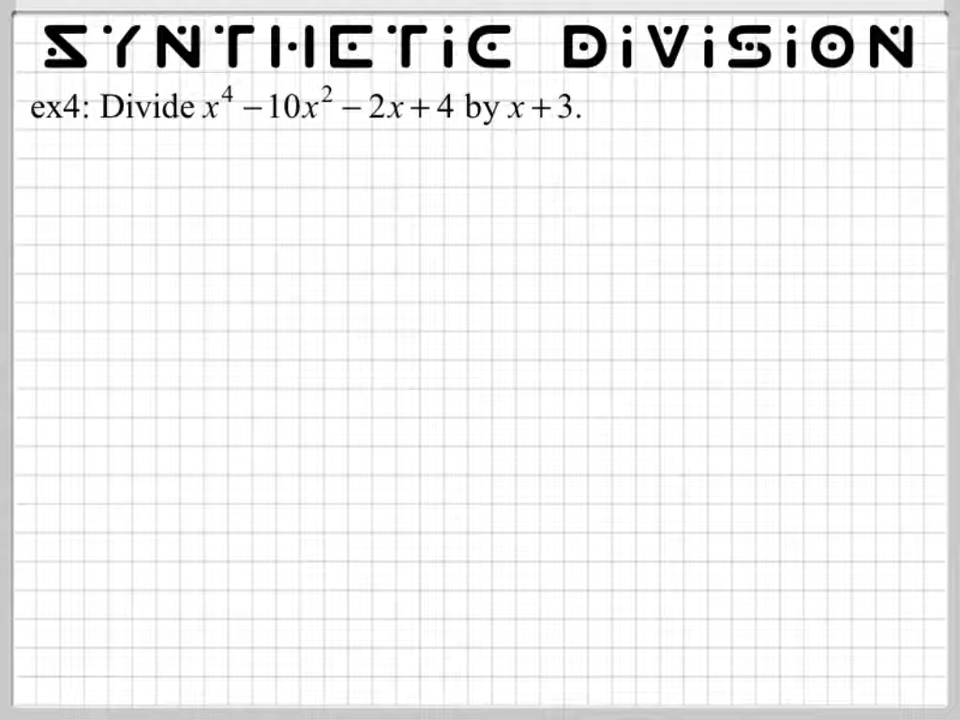 SYNTHETiC DiViSiON
ex4: Divide x⁴ − 10x² − 2x + 4 by x + 3.